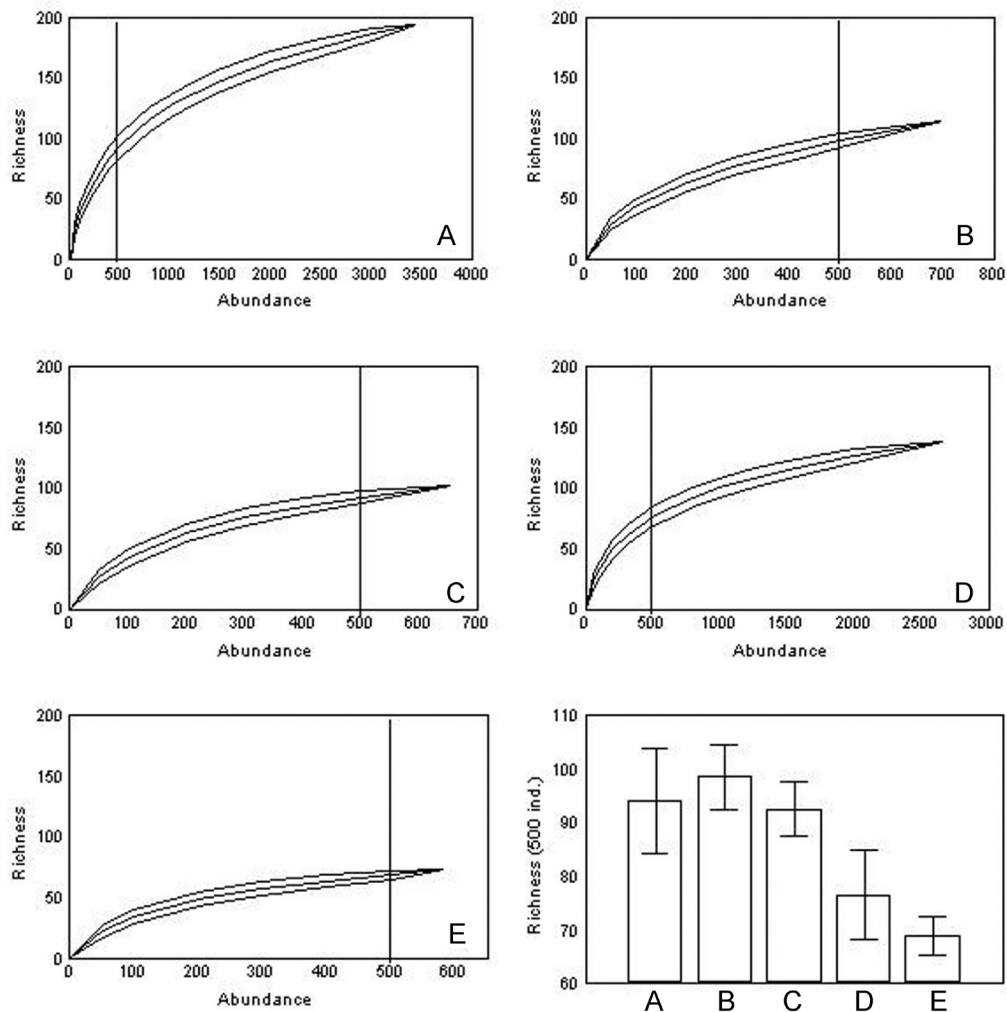 200
150
100
50
0
Richness
A
0 500 1000 1500 2000 2500 3000 3500 4000
Abundance
200
150
100
50
0
Richness
B
0 100 200 300 400 500 600 700 800
Abundance
200
150
100
50
0
Richness
C
0 100 200 300 400 500 600 700
Abundance
200
150
100
50
0
Richness
D
0 500 1000 1500 2000 2500 3000
Abundance
200
150
100
50
0
Richness
E
0 100 200 300 400 500 600
Abundance
110
100
90
80
70
60
Richness (500 ind.)
A B C D E